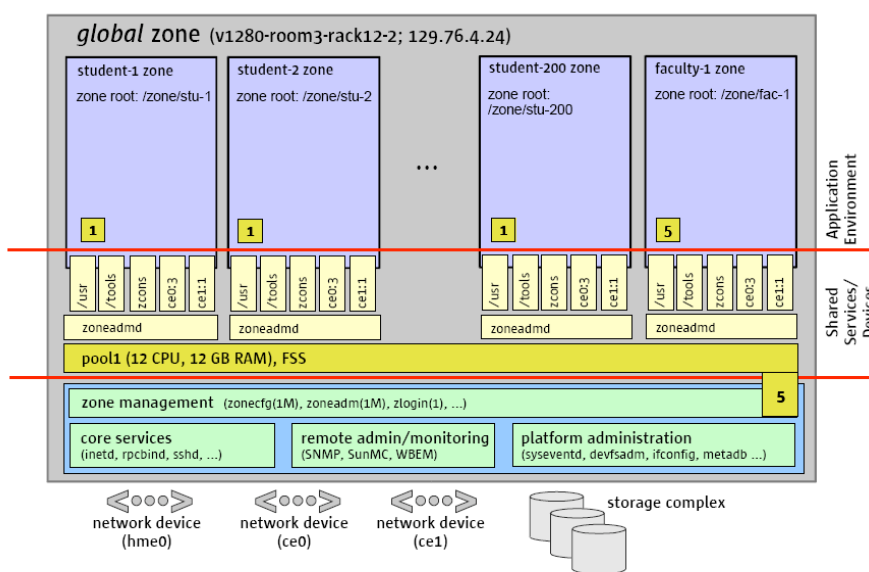 global zone (v1280-room3-rack12-2; 129.76.4.24)
student-1 zone
zone root: /zone/stu-1
1
student-2 zone
zone root: /zone/stu-2
1
...
student-200 zone
zone root:
/zone/stu-200
1
faculty-1 zone
zone root: /zone/fac-1
5
Application
Environment
/usr
/tools
zcons
ce0:3
ce1:1
zoneadmd
/usr
/tools
zcons
ce0:3
ce1:1
zoneadmd
/usr
/tools
zcons
ce0:3
ce1:1
zoneadmd
/usr
/tools
zcons
ce0:3
ce1:1
zoneadmd
Shared
Services/
Devices
pool1 (12 CPU, 12 GB RAM), FSS
5
zone management (zonecfg(1M), zoneadm(1M), zlogin(1), ...)
core services
(inetd, rpcbind, sshd, ...)
remote admin/monitoring
(SNMP, SunMC, WBEM)
platform administration
(syseventd, devfsadm, ifconfig, metadb ...)
network device
(hme0)
network device
(ce0)
network device
(ce1)
storage complex